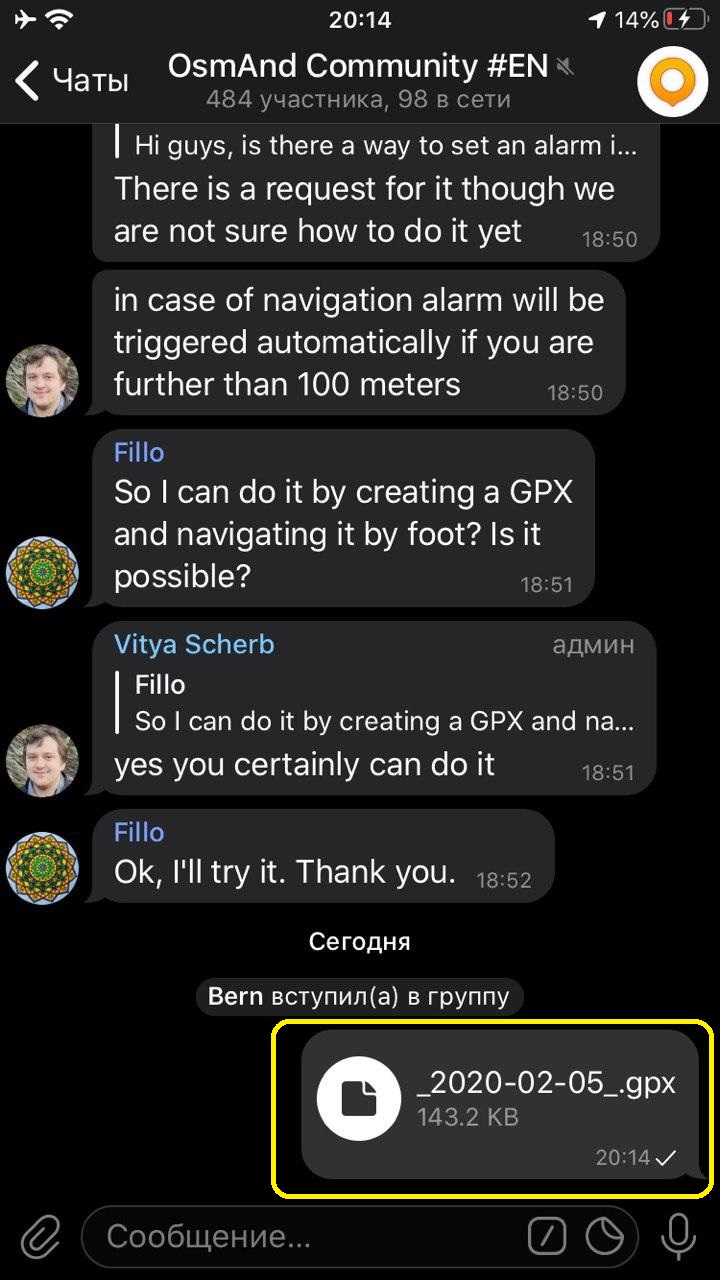 20:14
14%
Чаты
OsmAnd Community #EN
484 участника, 98 в сети
Hi guys, is there a way to set an alarm i...
There is a request for it though we
are not sure how to do it yet
18:50
in case of navigation alarm will be
triggered automatically if you are
further than 100 meters
18:50
Fillo
So I can do it by creating a GPX
and navigating it by foot? Is it
possible?
18:51
Vitya Scherb
админ
Fillo
So I can do it by creating a GPX and na...
yes you certainly can do it
18:51
Fillo
Ok, I'll try it. Thank you.
18:52
Сегодня
Bern вступил(а) в группу
_2020-02-05_.gpx
143.2 KB
20:14
Сообщение...